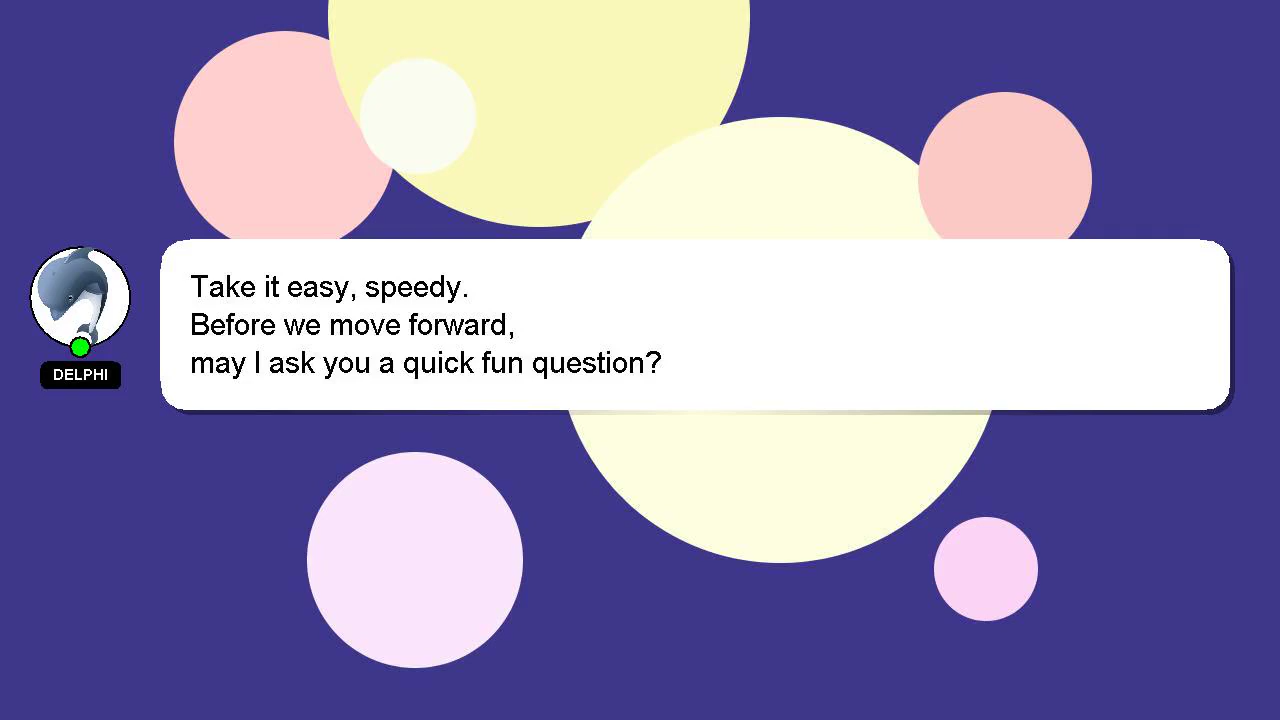 Take it easy, speedy.
Before we move forward,
may I ask you a quick fun question?
DELPHI